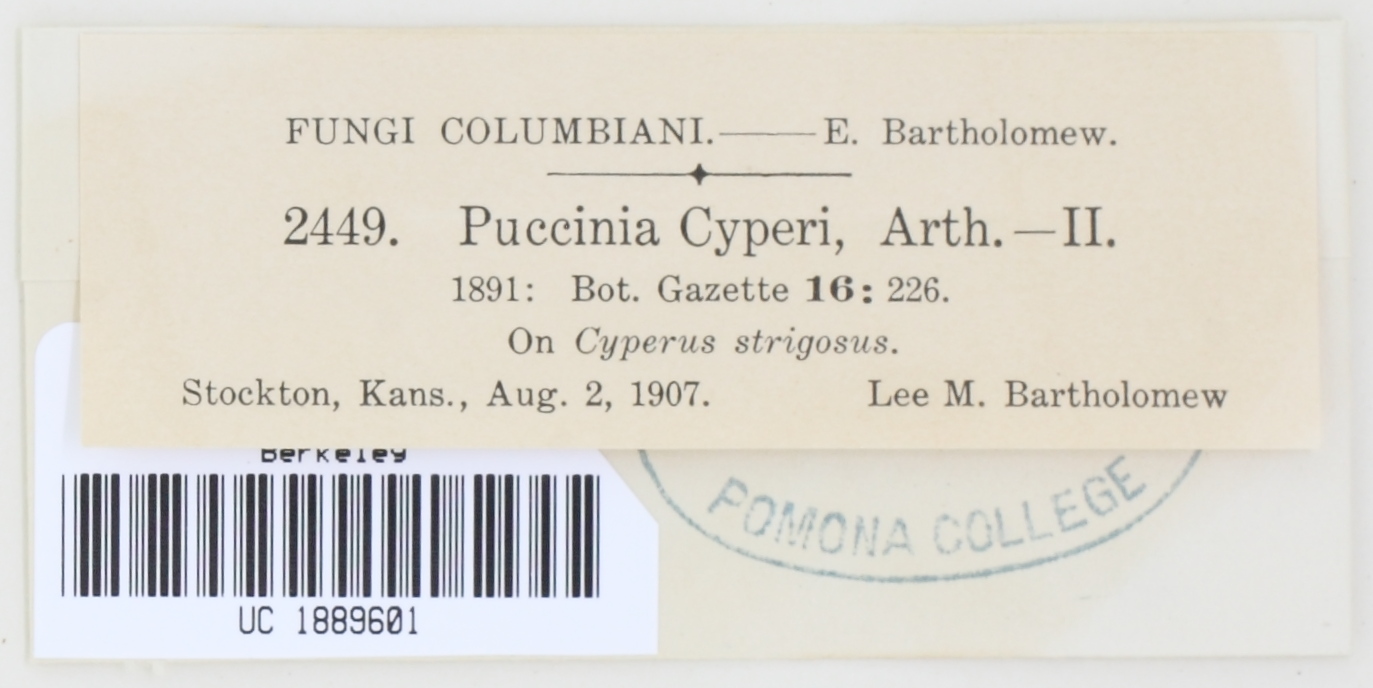 FUNGI COLUMBIANI.——E. Bartholomew.
2449. Puccinia Cyperi, Arth.—II.
1891: Bot. Gazette 16: 226.
On Cyperus strigosus.
Stockton, Kans., Aug. 2, 1907. Lee M. Bartholomew
Berkeley
UC 1889601
POMONA COLLEGE